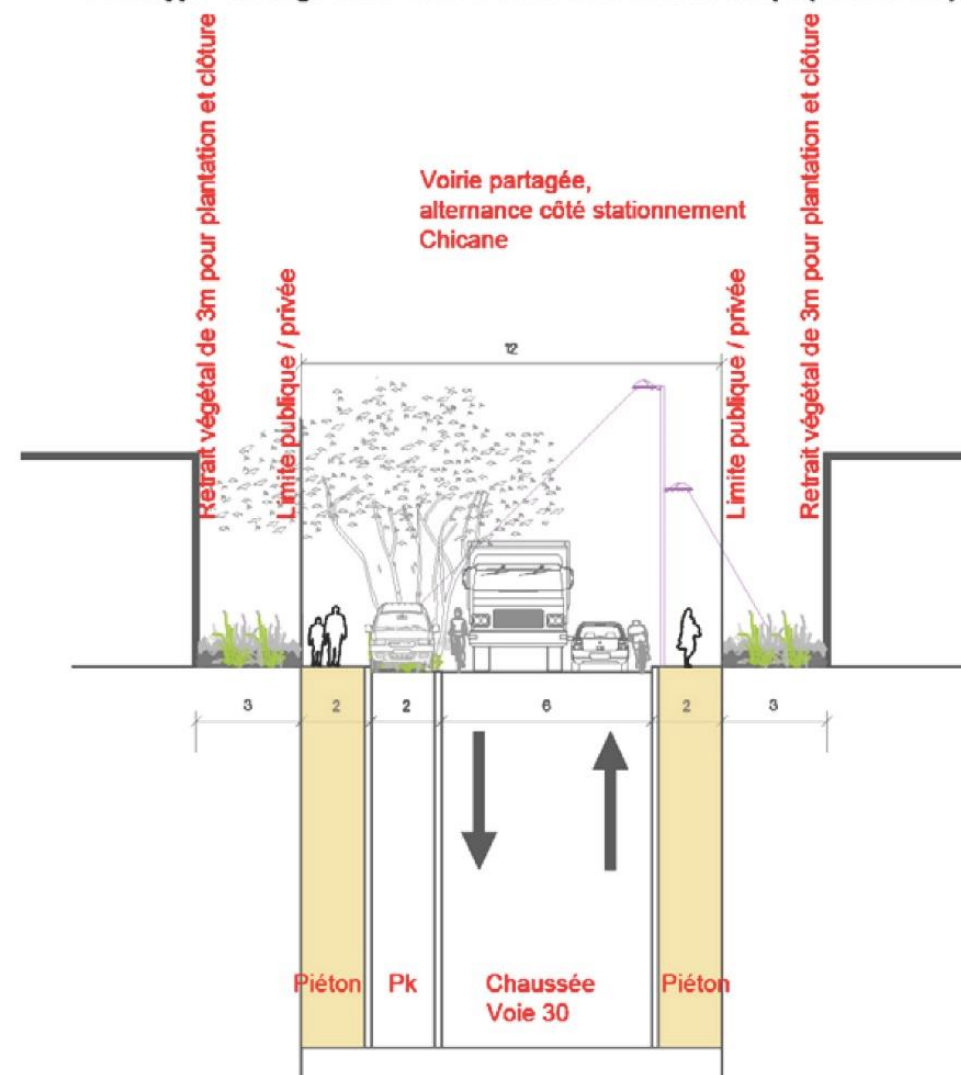 Retrait végétal de 3m pour plantation et clôture
Limite publique / privée
Voirie partagée,
alternance côté stationnement
Chicane
Limite publique / privée
Retrait végétal de 3m pour plantation et clôture
12
3
2
2
6
2
3
Piéton
Pk
Chaussée
Voie 30
Piéton